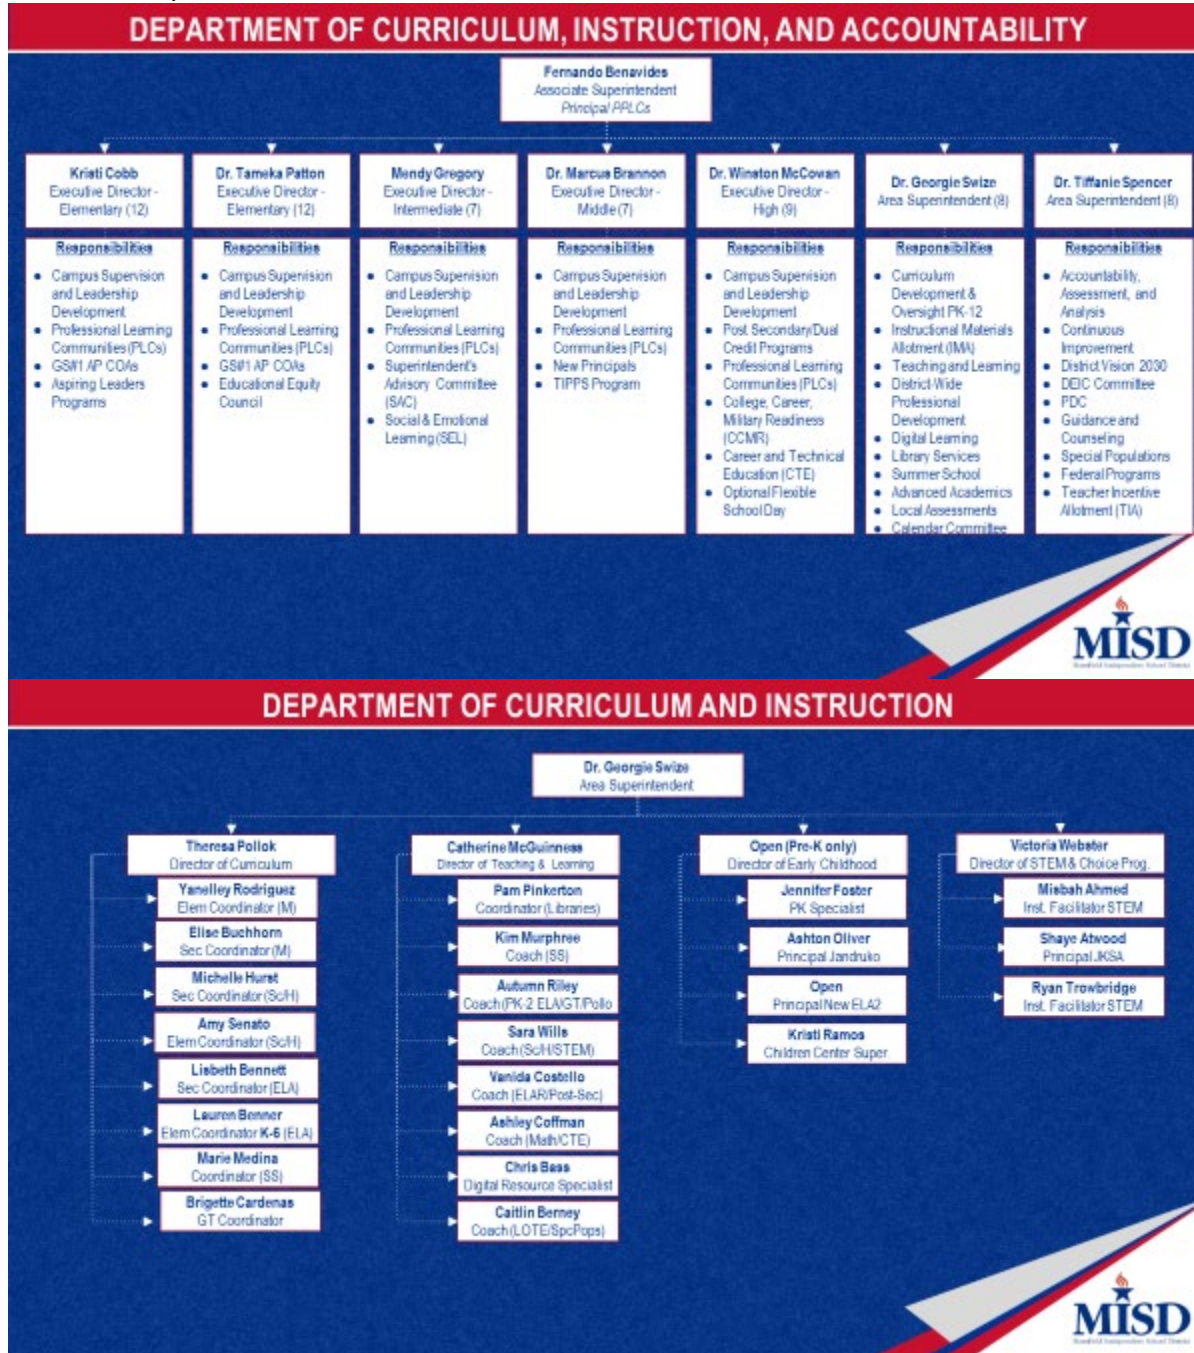 DEPARTMENT OF CURRICULUM, INSTRUCTION, AND ACCOUNTABILITY
Fernando Benavides
Associate Superintendent
Principal PPLCs
Kristi Cobb
Executive Director -
Elementary (12)
Responsibilities
● Campus Supervision
and Leadership
Development
● Professional Learning
Communities (PLCs)
● GS#1 AP COAs
● Aspiring Leaders
Programs
Dr. Tameka Patton
Executive Director -
Elementary (12)
Responsibilities
● Campus Supervision
and Leadership
Development
● Professional Learning
Communities (PLCs)
● GS#1 AP COAs
● Educational Equity
Council
Mendy Gregory
Executive Director -
Intermediate (7)
Responsibilities
● Campus Supervision
and Leadership
Development
● Professional Learning
Communities (PLCs)
● Superintendent's
Advisory Committee
(SAC)
● Social & Emotional
Learning (SEL)
Dr. Marcus Brannon
Executive Director -
Middle (7)
Responsibilities
● Campus Supervision
and Leadership
Development
● Professional Learning
Communities (PLCs)
● New Principals
● TIPPS Program
Dr. Winston McCowan
Executive Director -
High (9)
Responsibilities
● Campus Supervision
and Leadership
Development
● Post Secondary/Dual
Credit Programs
● Professional Learning
Communities (PLCs)
● College, Career,
Military Readiness
(CCMR)
● Career and Technical
Education (CTE)
● Optional Flexible
School Day
Dr. Georgie Swize
Area Superintendent (8)
Responsibilities
● Curriculum
Development &
Oversight PK-12
● Instructional Materials
Allotment (IMA)
● Teaching and Learning
● District-Wide
Professional
Development
● Digital Learning
● Library Services
● Summer School
● Advanced Academics
● Local Assessments
● Calendar Committee
Dr. Tiffanie Spencer
Area Superintendent (8)
Responsibilities
● Accountability,
Assessment, and
Analysis
● Continuous
Improvement
● District Vision 2030
● DEIC Committee
● PDC
● Guidance and
Counseling
● Special Populations
● Federal Programs
● Teacher Incentive
Allotment (TIA)
MISD
DEPARTMENT OF CURRICULUM AND INSTRUCTION
Dr. Georgie Swize
Area Superintendent
Theresa Pollok
Director of Curriculum
Yanelley Rodriguez
Elem Coordinator (M)
Elise Buchhorn
Sec Coordinator (M)
Michelle Hurst
Sec Coordinator (Sc/H)
Amy Senato
Elem Coordinator (Sc/H)
Lisbeth Bennett
Sec Coordinator (ELA)
Lauren Benner
Elem Coordinator K-6 (ELA)
Marie Medina
Coordinator (SS)
Brigette Cardenas
GT Coordinator
Catherine McGuinness
Director of Teaching & Learning
Pam Pinkerton
Coordinator (Libraries)
Kim Murphree
Coach (SS)
Autumn Riley
Coach (PK-2 ELA/GT/Pollo
Sara Wills
Coach (Sc/H/STEM)
Vanida Costello
Coach (ELAR/Post-Sec)
Ashley Coffman
Coach (Math/CTE)
Chris Bass
Digital Resource Specialist
Caitlin Berney
Coach (LOTE/SpcPops)
Open (Pre-K only)
Director of Early Childhood
Jennifer Foster
PK Specialist
Ashton Oliver
Principal Jandruko
Open
Principal New ELA2
Kristi Ramos
Children Center Super.
Victoria Webster
Director of STEM & Choice Prog.
Misbah Ahmed
Inst. Facilitator STEM
Shaye Atwood
Principal JKSA
Ryan Trowbridge
Inst. Facilitator STEM
MISD